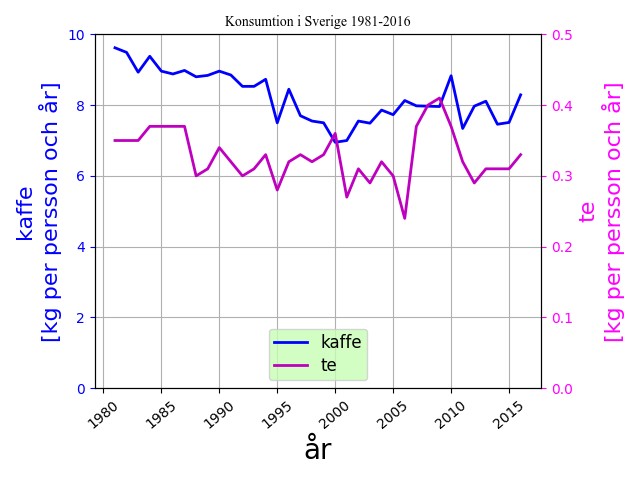 Konsumtion i Sverige 1981-2016
10
8
6
4
2
0
kaffe
[kg per persson och år]
0.5
0.4
0.3
0.2
0.1
0.0
te
[kg per persson och år]
kaffe
te
1980
1985
1990
1995
2000
2005
2010
2015
år